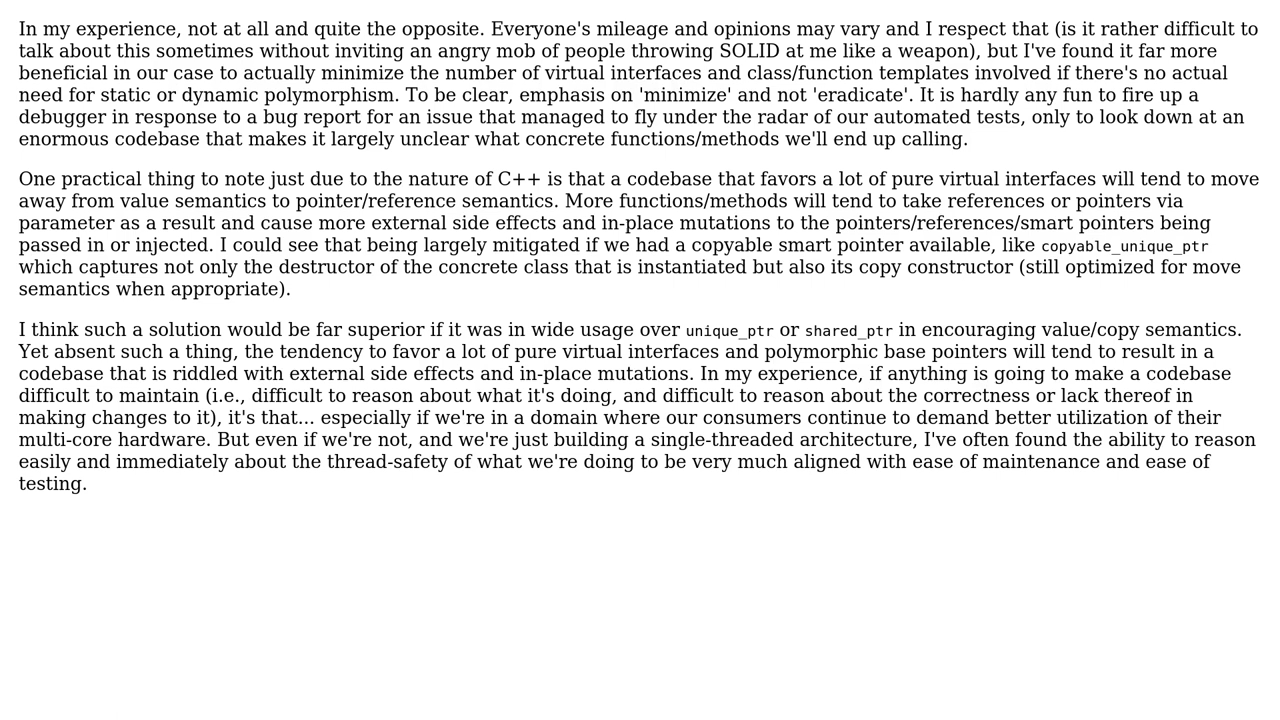 In my experience, not at all and quite the opposite. Everyone's mileage and opinions may vary and I respect that (is it rather difficult to
talk about this sometimes without inviting an angry mob of people throwing SOLID at me like a weapon), but I've found it far more
beneficial in our case to actually minimize the number of virtual interfaces and class/function templates involved if there's no actual
need for static or dynamic polymorphism. To be clear, emphasis on 'minimize' and not 'eradicate'. It is hardly any fun to fire up a
debugger in response to a bug report for an issue that managed to fly under the radar of our automated tests, only to look down at an
enormous codebase that makes it largely unclear what concrete functions/methods we'll end up calling.
One practical thing to note just due to the nature of C++ is that a codebase that favors a lot of pure virtual interfaces will tend to move
away from value semantics to pointer/reference semantics. More functions/methods will tend to take references or pointers via
parameter as a result and cause more external side effects and in-place mutations to the pointers/references/smart pointers being
passed in or injected. I could see that being largely mitigated if we had a copyable smart pointer available, like copyable_unique_ptr
which captures not only the destructor of the concrete class that is instantiated but also its copy constructor (still optimized for move
semantics when appropriate).
I think such a solution would be far superior if it was in wide usage over unique_ptr or shared_ptr in encouraging value/copy semantics.
Yet absent such a thing, the tendency to favor a lot of pure virtual interfaces and polymorphic base pointers will tend to result in a
codebase that is riddled with external side effects and in-place mutations. In my experience, if anything is going to make a codebase
difficult to maintain (i.e., difficult to reason about what it's doing, and difficult to reason about the correctness or lack thereof in
making changes to it), it's that... especially if we're in a domain where our consumers continue to demand better utilization of their
multi-core hardware. But even if we're not, and we're just building a single-threaded architecture, I've often found the ability to reason
easily and immediately about the thread-safety of what we're doing to be very much aligned with ease of maintenance and ease of
testing.